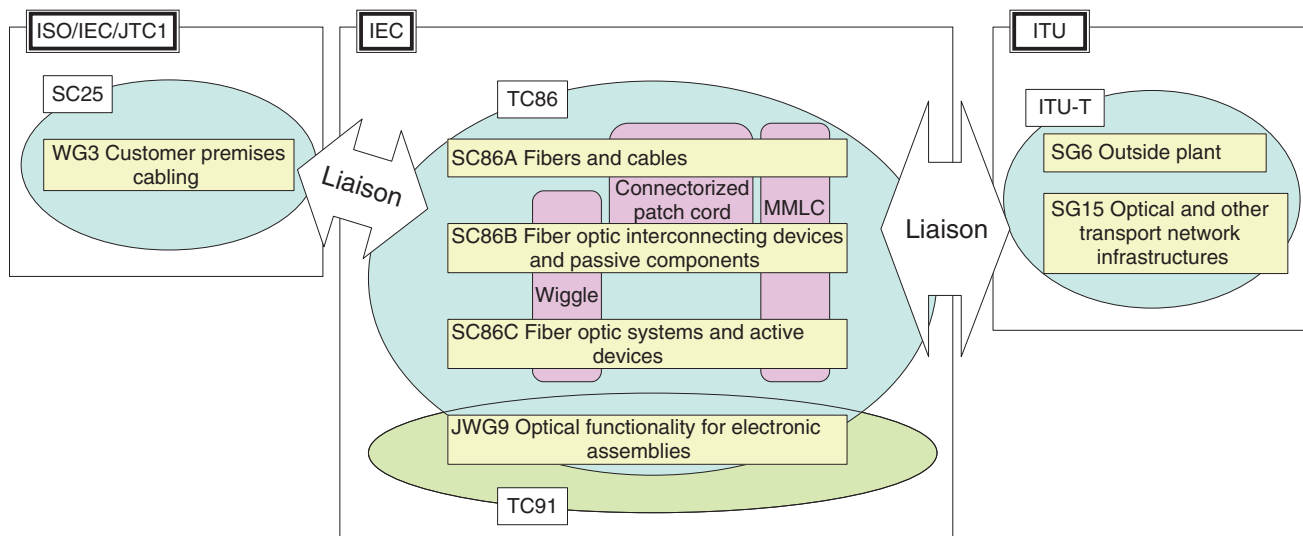 ISO/IEC/JTC1
SC25
WG3 Customer premises
cabling
Liaison
IEC
TC86
SC86A Fibers and cables
Connectorized
patch cord
MMLC
SC86B Fiber optic interconnecting devices
and passive components
Wiggle
SC86C Fiber optic systems and active
devices
JWG9 Optical functionality for electronic
assemblies
TC91
Liaison
ITU
ITU-T
SG6 Outside plant
SG15 Optical and other
transport network
infrastructures